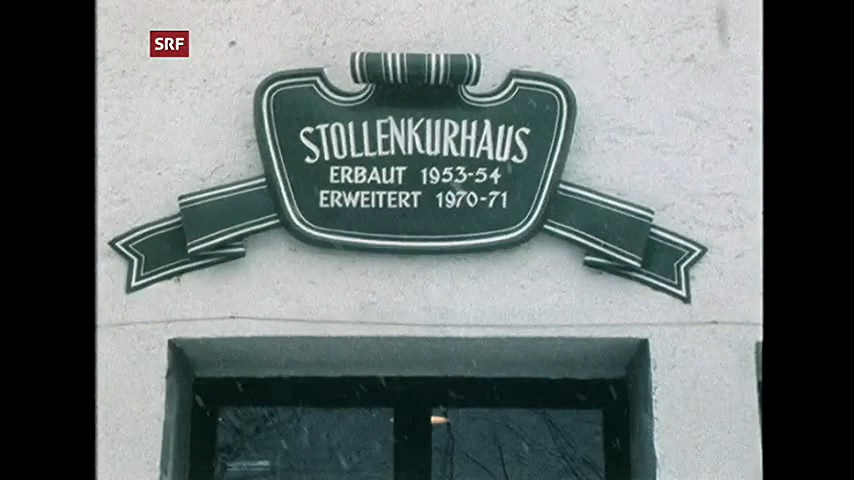 SRF
STOLLENKURHAUS
ERBAUT 1953-54
ERWEITERT 1970-71